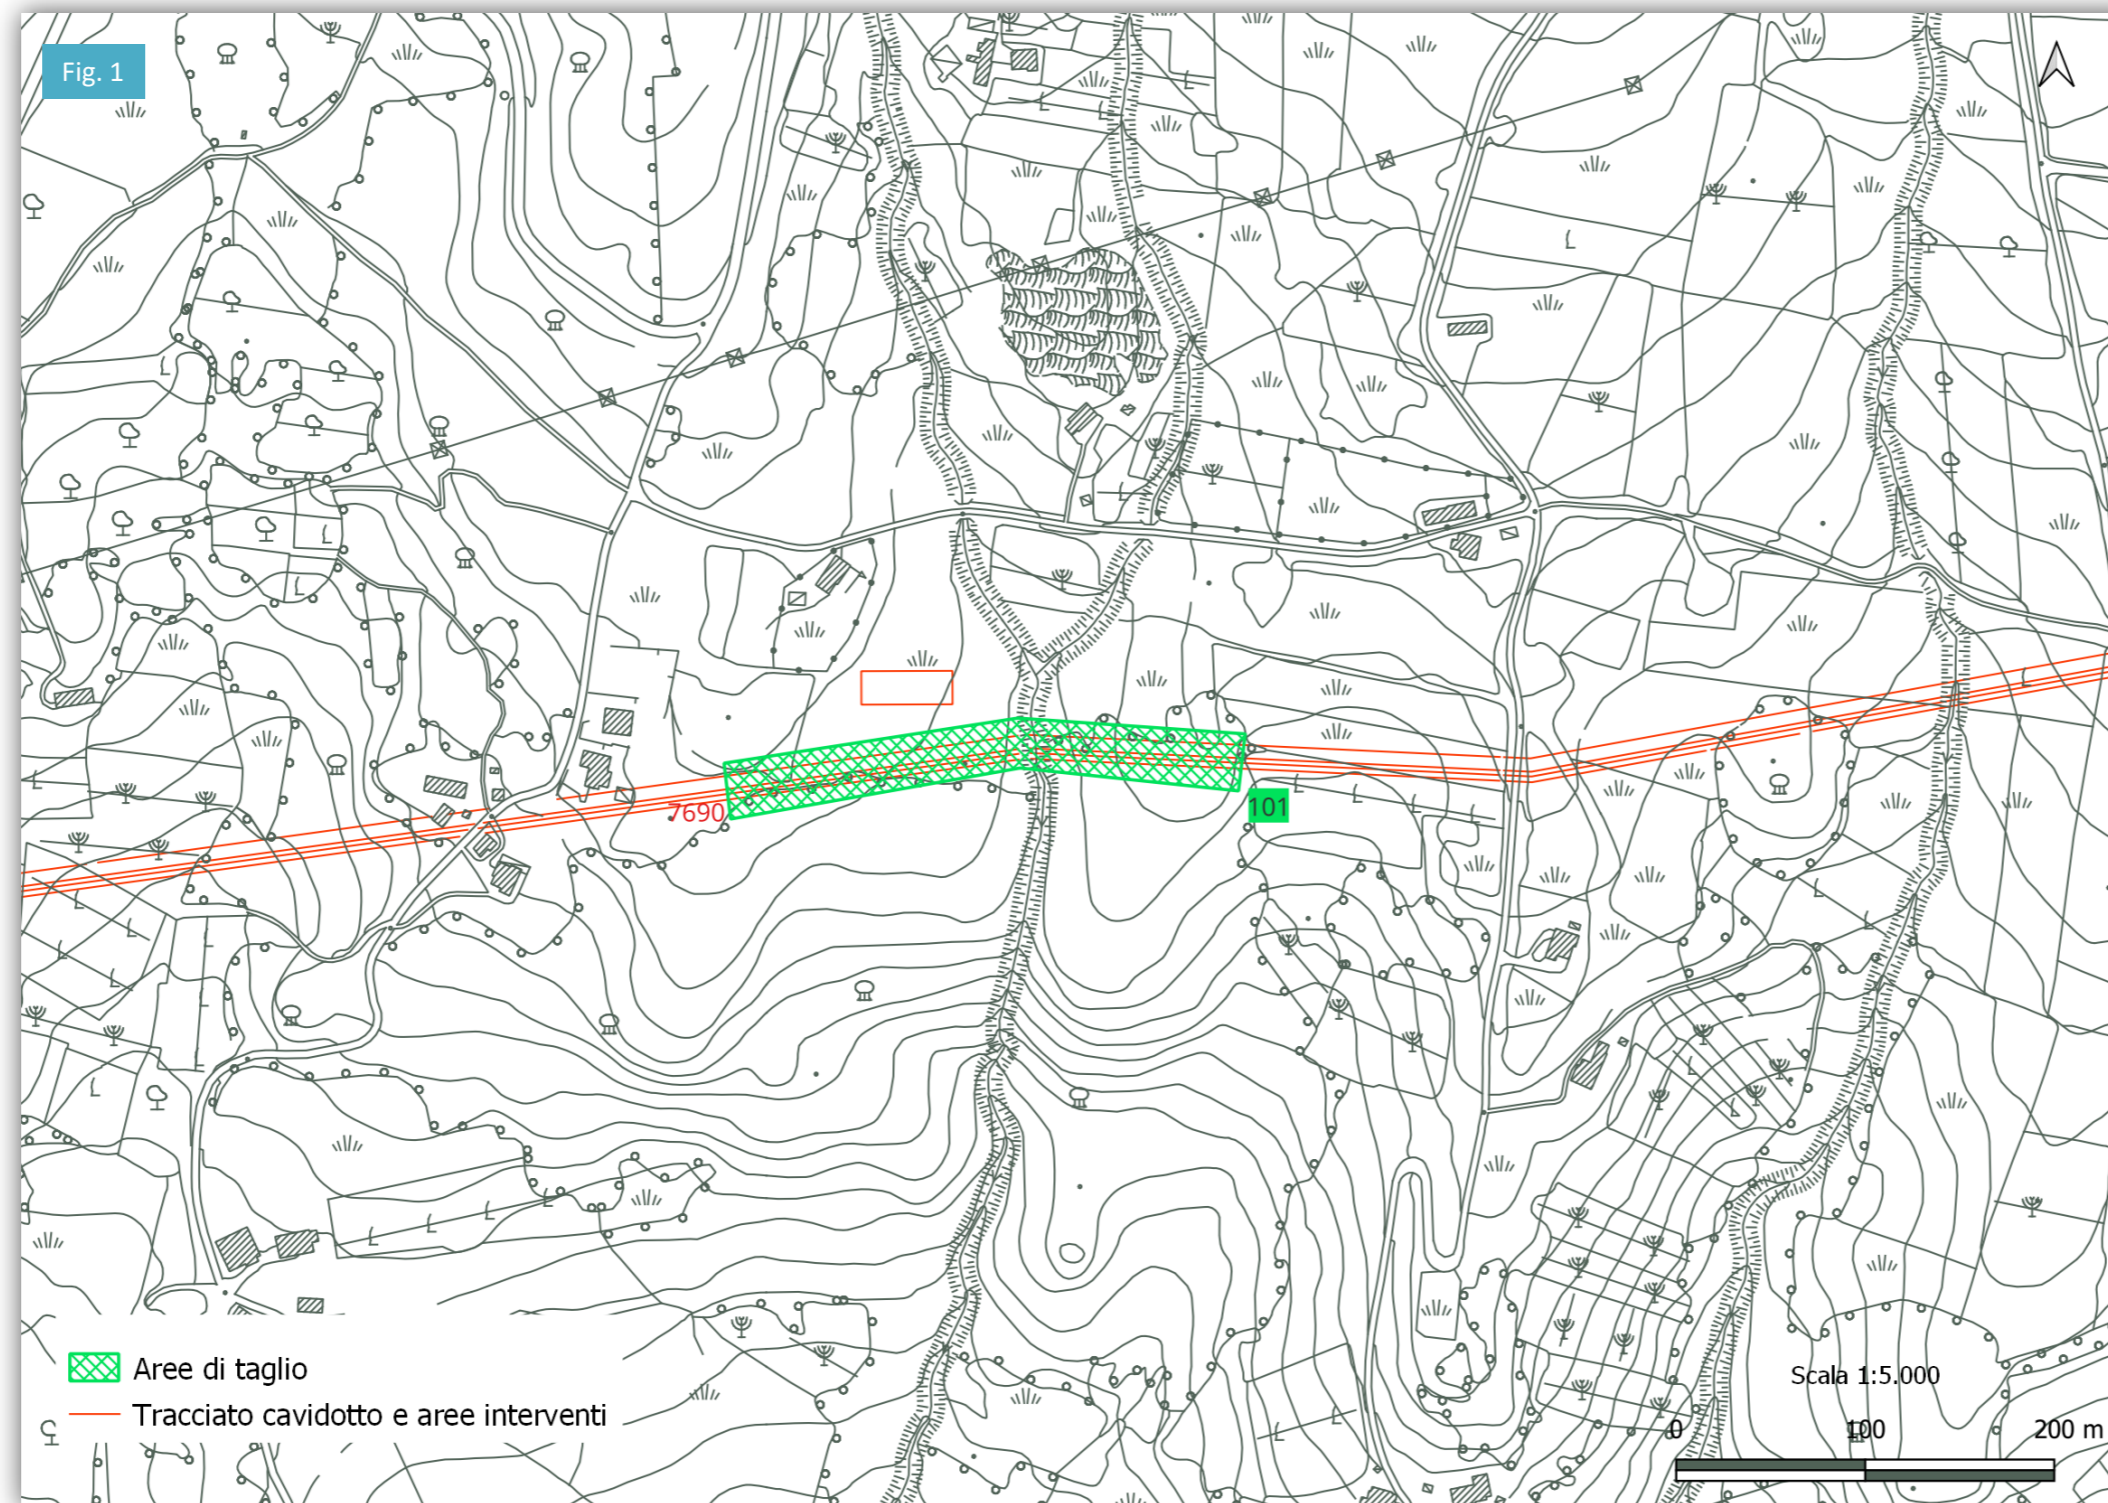 Fig. 1
7690
101
Aree di taglio
Tracciato cavidotto e aree interventi
Scala 1:5.000
0 100 200 m